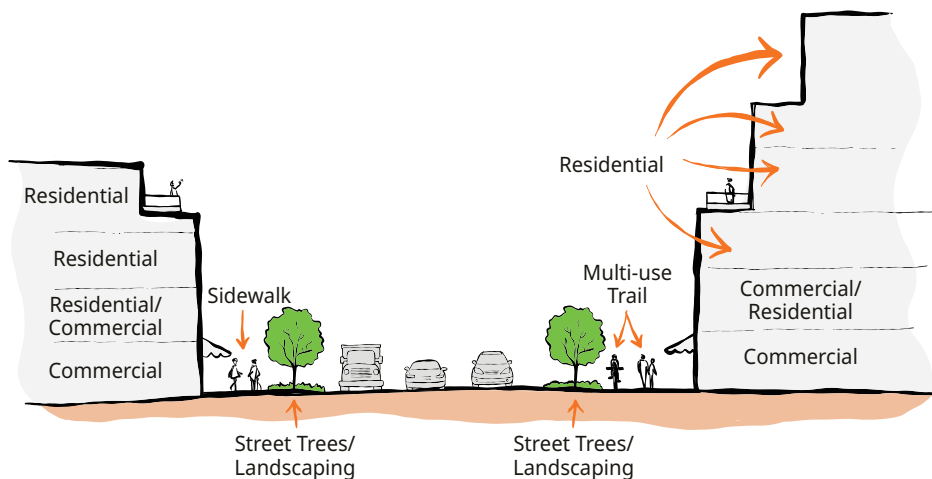 Residential
Residential
Residential
Residential/
Commercial
Commercial
Sidewalk
Multi-use
Trail
Commercial/
Residential
Commercial
Street Trees/
Landscaping
Street Trees/
Landscaping